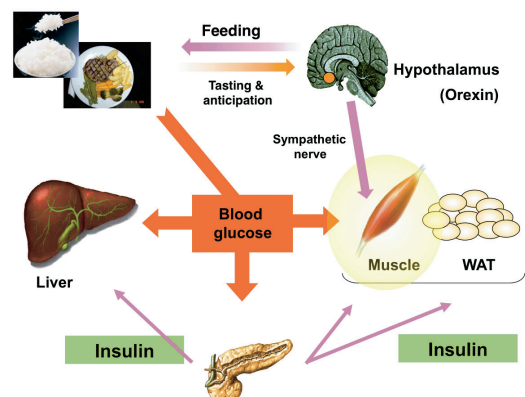 Feeding
Tasting &
anticipation
Hypothalamus
(Orexin)
Sympathetic
nerve
Blood
glucose
Liver
Muscle
WAT
Insulin
Insulin